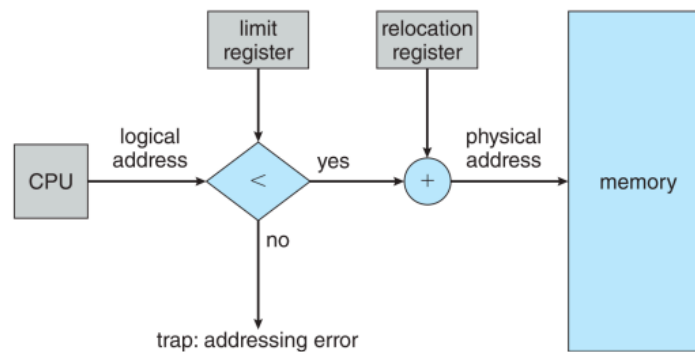 limit
register
relocation
register
logical
address
physical
address
CPU
<
yes
+
memory
no
trap: addressing error